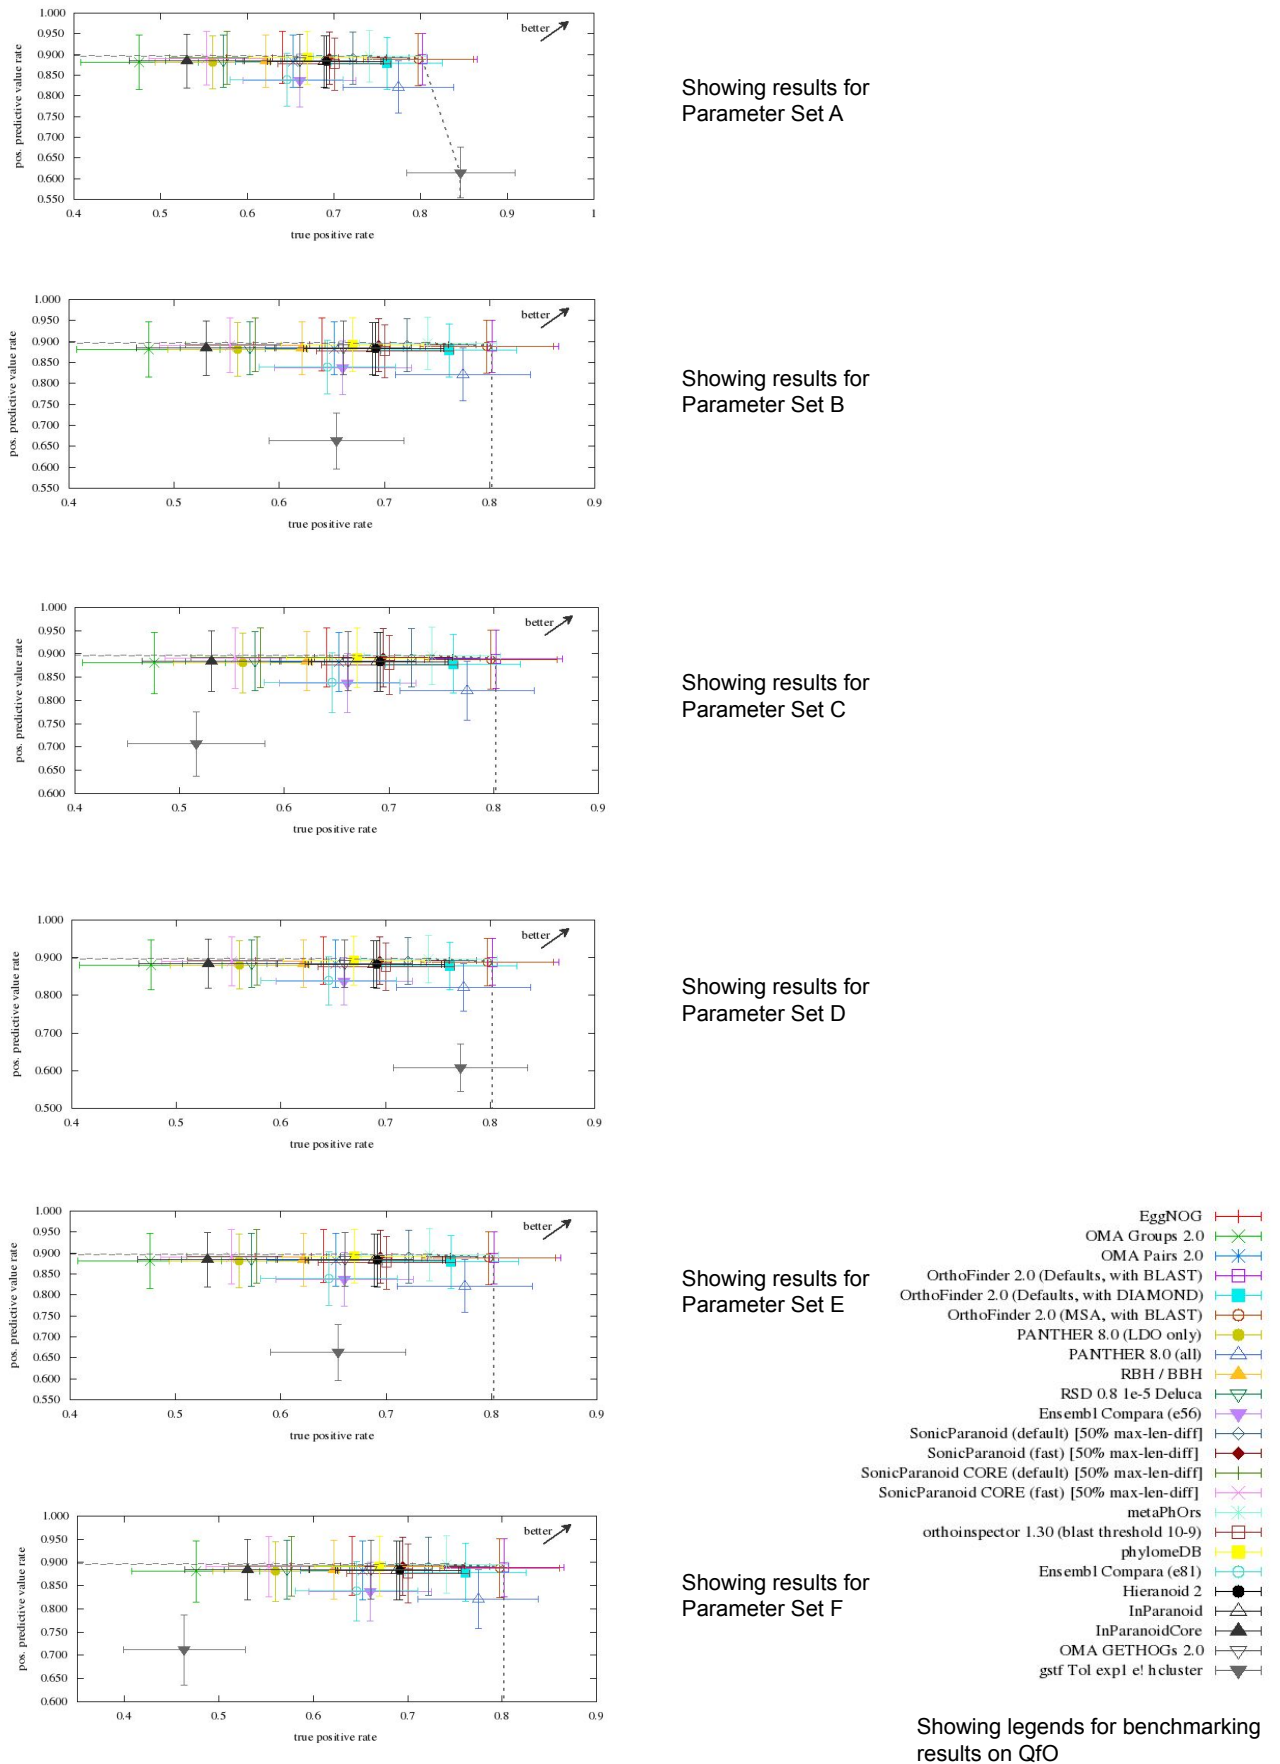 1.000
0.950
0.900
0.850
0.800
0.750
0.700
0.650
0.600
0.550
pos. predictive value rate
better
0.4 0.5 0.6 0.7 0.8 0.9 1
true positive rate
Showing results for
Parameter Set A
1.000
0.950
0.900
0.850
0.800
0.750
0.700
0.650
0.600
0.550
pos. predictive value rate
better
0.4 0.5 0.6 0.7 0.8 0.9
true positive rate
Showing results for
Parameter Set B
1.000
0.950
0.900
0.850
0.800
0.750
0.700
0.650
0.600
pos. predictive value rate
better
0.4 0.5 0.6 0.7 0.8 0.9
true positive rate
Showing results for
Parameter Set C
1.000
0.900
0.800
0.700
0.600
0.500
pos. predictive value rate
better
0.4 0.5 0.6 0.7 0.8 0.9
true positive rate
Showing results for
Parameter Set D
1.000
0.950
0.900
0.850
0.800
0.750
0.700
0.650
0.600
0.550
pos. predictive value rate
better
0.4 0.5 0.6 0.7 0.8 0.9
true positive rate
Showing results for
Parameter Set E
1.000
0.950
0.900
0.850
0.800
0.750
0.700
0.650
0.600
pos. predictive value rate
better
0.4 0.5 0.6 0.7 0.8 0.9
true positive rate
Showing results for
Parameter Set F
EggNOG
OMA Groups 2.0
OMA Pairs 2.0
OrthoFinder 2.0 (Defaults, with BLAST)
OrthoFinder 2.0 (Defaults, with DIAMOND)
OrthoFinder 2.0 (MSA, with BLAST)
PANTHER 8.0 (LDO only)
PANTHER 8.0 (all)
RBH / BBH
RSD 0.8 1e-5 Deluca
Ensembl Compara (e56)
SonicParanoid (default) [50% max-len-diff]
SonicParanoid (fast) [50% max-len-diff]
SonicParanoid CORE (default) [50% max-len-diff]
SonicParanoid CORE (fast) [50% max-len-diff]
metaPhOrs
orthoinspector 1.30 (blast threshold 10-9)
phylomeDB
Ensembl Compara (e81)
Hieranoid 2
InParanoid
InParanoidCore
OMA GETHOGs 2.0
gstf Tol exp1 e! hcluster
Showing legends for benchmarking
results on QfO